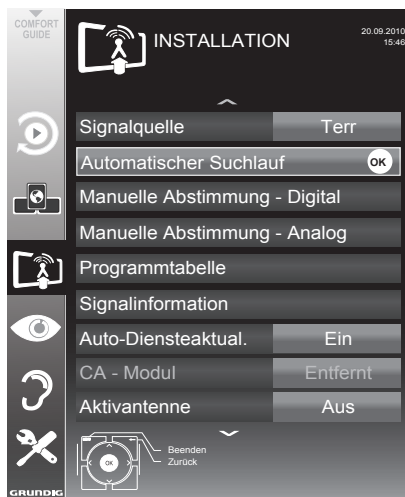 COMFORT
GUIDE
INSTALLATION
20.09.2010
15:46
Signalquelle Terr
Automatischer Suchlauf OK
Manuelle Abstimmung - Digital
Manuelle Abstimmung - Analog
Programmtabelle
Signalinformation
Auto-Diensteaktual. Ein
CA - Modul Entfernt
Aktivantenne Aus
OK
Beenden
Zurück
GRUNDIG